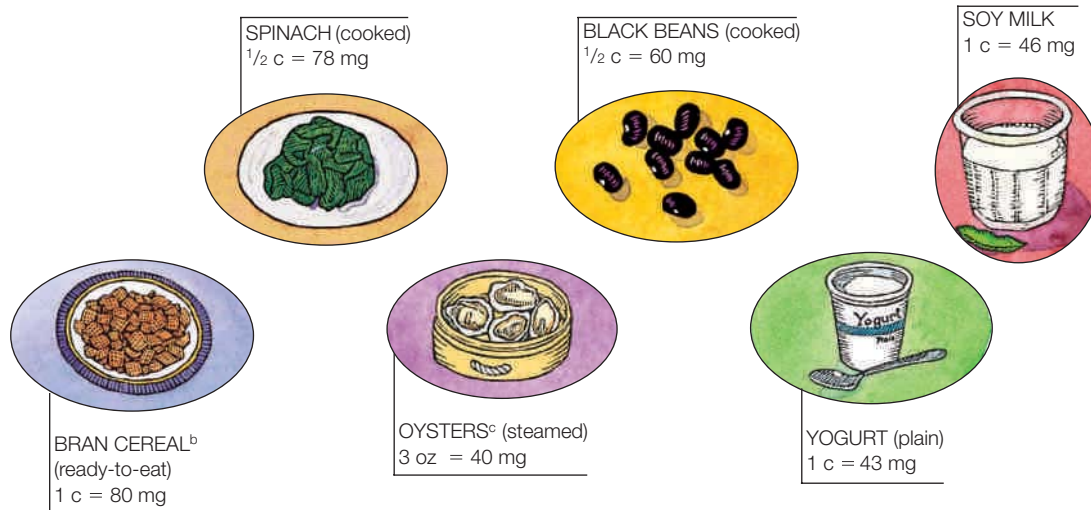 SPINACH (cooked)
1/2 c = 78 mg
BLACK BEANS (cooked)
1/2 c = 60 mg
SOY MILK
1 c = 46 mg
BRAN CEREALᵇ
(ready-to-eat)
1 c = 80 mg
OYSTERSᶜ (steamed)
3 oz = 40 mg
Yogurt
Plain
YOGURT (plain)
1 c = 43 mg